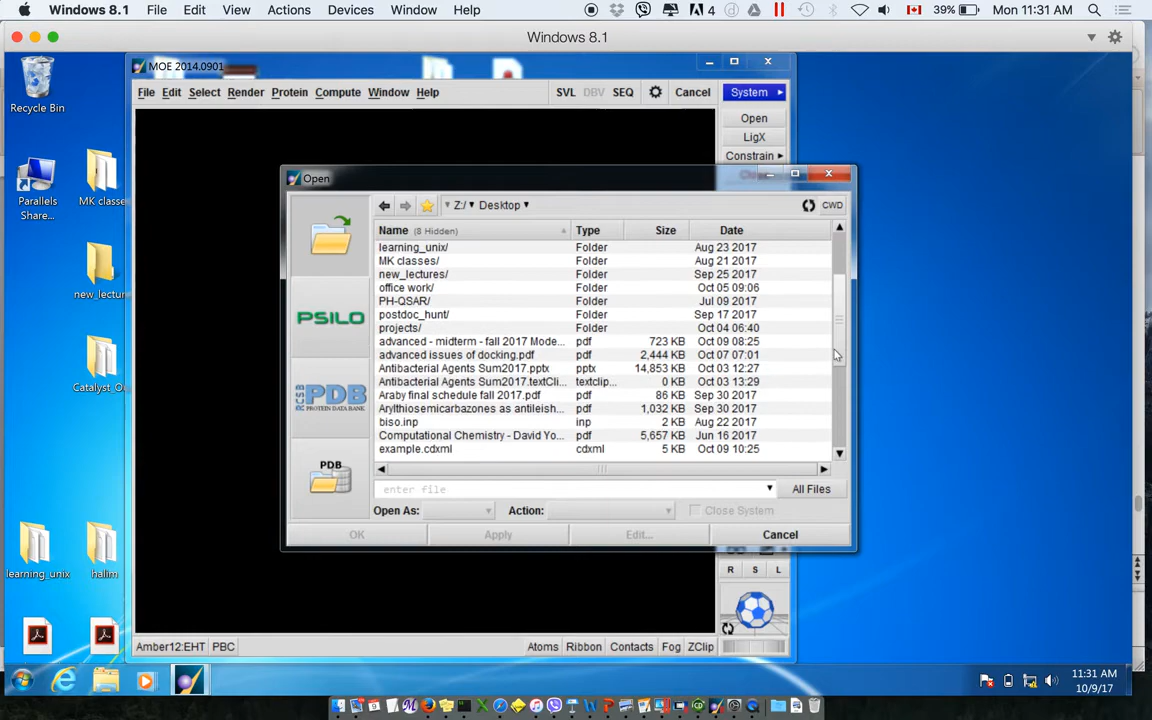 Windows 8.1 File Edit View Actions Devices Window Help 4 39% Mon 11:31 AM
Windows 8.1
MOE 2014.0901
File Edit Select Render Protein Compute Window Help SVL DBV SEQ Cancel System
Recycle Bin
Open
LigX
Constrain
Parallels
Share...
MK classe
Open
Z:/ Desktop CWD
Name (8 Hidden) Type Size Date
learning_unix/ Folder Aug 23 2017
MK classes/ Folder Aug 21 2017
new_lectures/ Folder Sep 25 2017
office work/ Folder Oct 05 09:06
PH-QSAR/ Folder Jul 09 2017
postdoc_hunt/ Folder Sep 17 2017
projects/ Folder Oct 04 06:40
advanced - midterm - fall 2017 Mode... pdf 723 KB Oct 09 08:25
advanced issues of docking.pdf pdf 2,444 KB Oct 07 07:01
Antibacterial Agents Sum2017.pptx pptx 14,853 KB Oct 03 12:27
Antibacterial Agents Sum2017.textCli... textclip... 0 KB Oct 03 13:29
Araby final schedule fall 2017.pdf pdf 86 KB Sep 30 2017
Arylthiosemicarbazones as antileish... pdf 1,032 KB Sep 30 2017
biso.inp inp 2 KB Aug 22 2017
Computational Chemistry - David Yo... pdf 5,657 KB Jun 16 2017
example.cdxml cdxml 5 KB Oct 09 10:25
PSILO
RCSB PDB
PROTEIN DATA BANK
PDB
enter file All Files
Open As: Action: Close System
OK Apply Edit... Cancel
new_lectur
Catalyst_O
learning_unix halim
R S L
Amber12:EHT PBC Atoms Ribbon Contacts Fog ZClip
11:31 AM
10/9/17